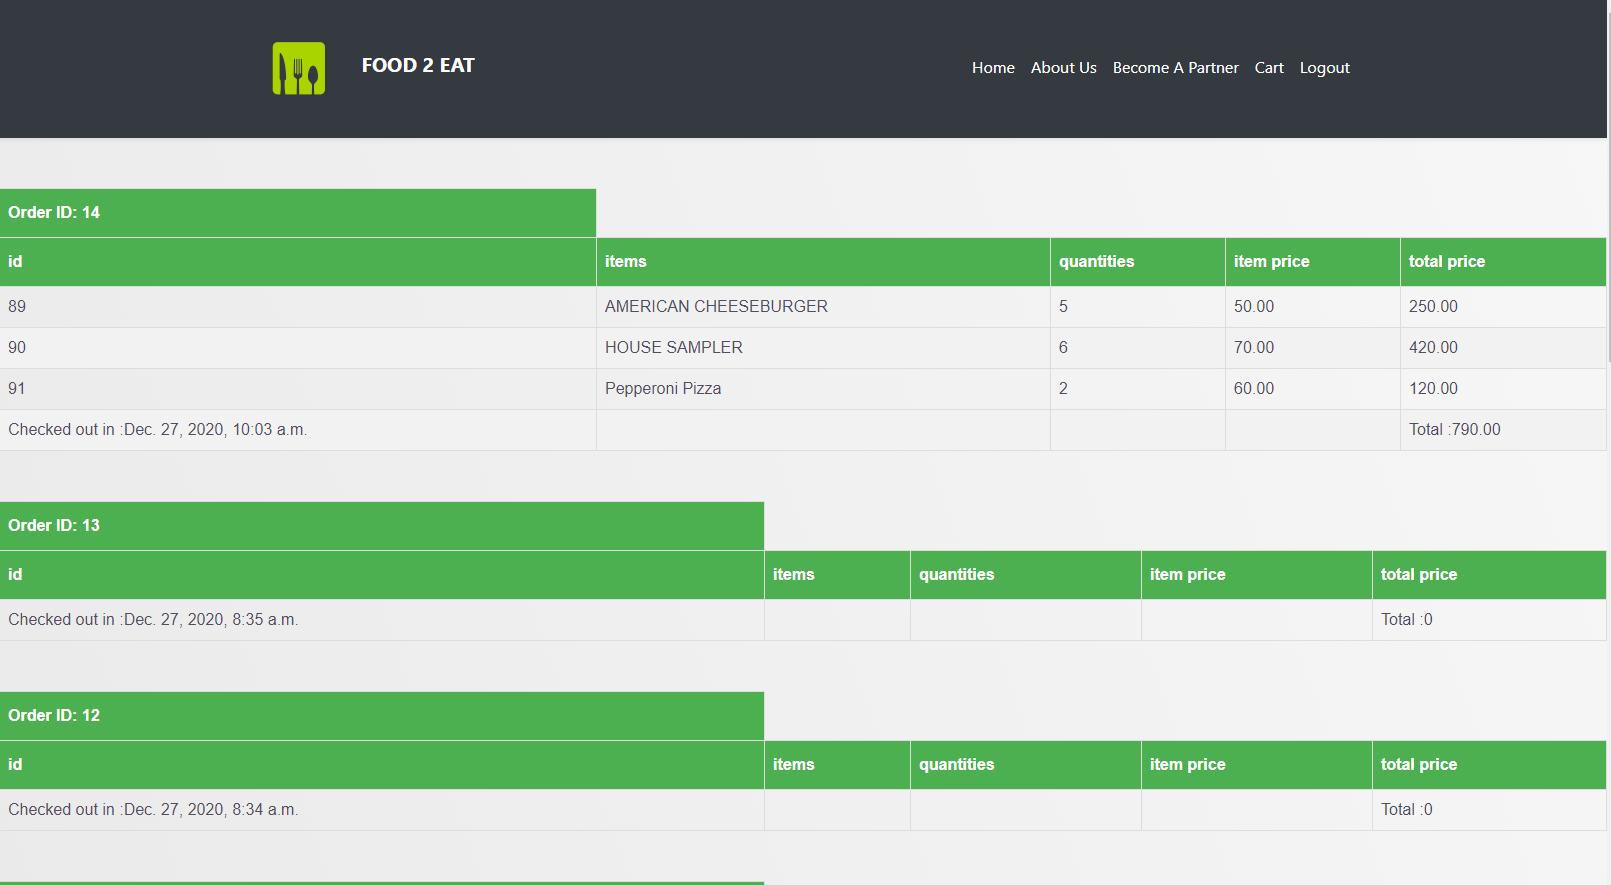 FOOD 2 EAT
Home About Us Become A Partner Cart Logout
Order ID: 14
id items quantities item price total price
89 AMERICAN CHEESEBURGER 5 50.00 250.00
90 HOUSE SAMPLER 6 70.00 420.00
91 Pepperoni Pizza 2 60.00 120.00
Checked out in :Dec. 27, 2020, 10:03 a.m. Total :790.00
Order ID: 13
id items quantities item price total price
Checked out in :Dec. 27, 2020, 8:35 a.m. Total :0
Order ID: 12
id items quantities item price total price
Checked out in :Dec. 27, 2020, 8:34 a.m. Total :0